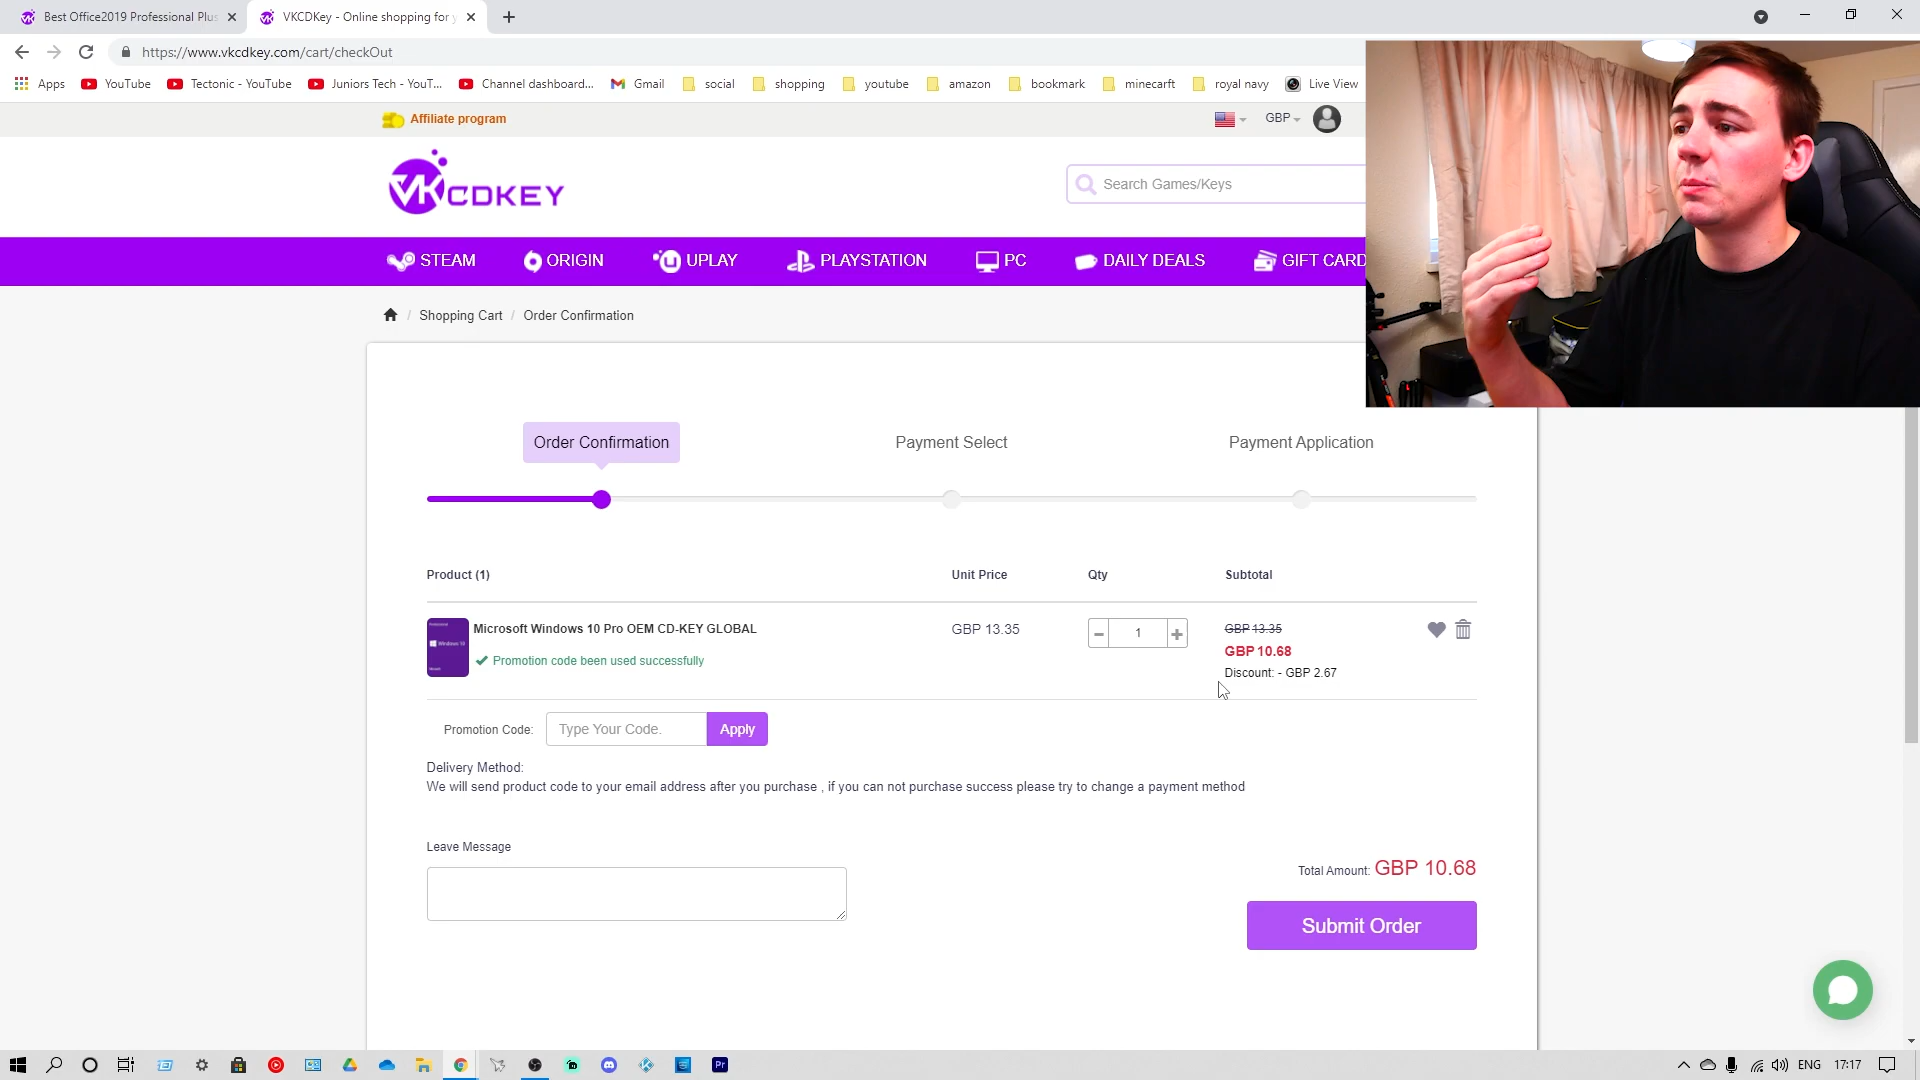 Best Office2019 Professional Plus
VKCDKey - Online shopping for y
https://www.vkcdkey.com/cart/checkOut
Apps
YouTube
Tectonic - YouTube
Juniors Tech - YouT...
Channel dashboard...
Gmail
social
shopping
youtube
amazon
bookmark
minecarft
royal navy
Live View
Affiliate program
GBP
VKCDKEY
Search Games/Keys
STEAM
ORIGIN
UPLAY
PLAYSTATION
PC
DAILY DEALS
GIFT CARD
/ Shopping Cart / Order Confirmation
Order Confirmation
Payment Select
Payment Application
Product (1)
Unit Price
Qty
Subtotal
Microsoft Windows 10 Pro OEM CD-KEY GLOBAL
GBP 13.35
1
GBP 13.35
GBP 10.68
Promotion code been used successfully
Discount: - GBP 2.67
Promotion Code:
Type Your Code.
Apply
Delivery Method:
We will send product code to your email address after you purchase , if you can not purchase success please try to change a payment method
Leave Message
Total Amount: GBP 10.68
Submit Order
Pr
ENG
17:17